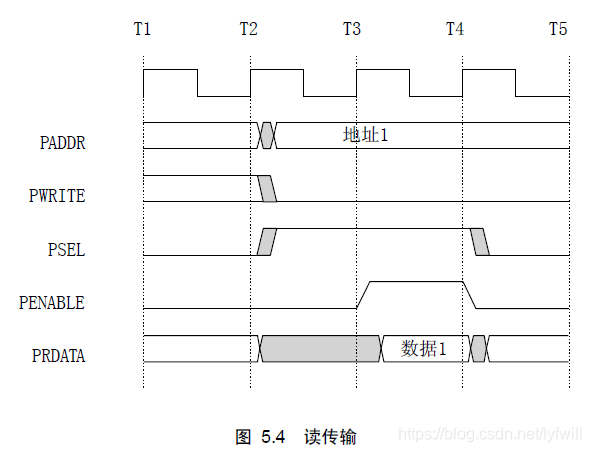 T1 T2 T3 T4 T5
PADDR 地址1
PWRITE
PSEL
PENABLE
PRDATA 数据1
图 5.4 读传输
https://blog.csdn.net/lyfwill